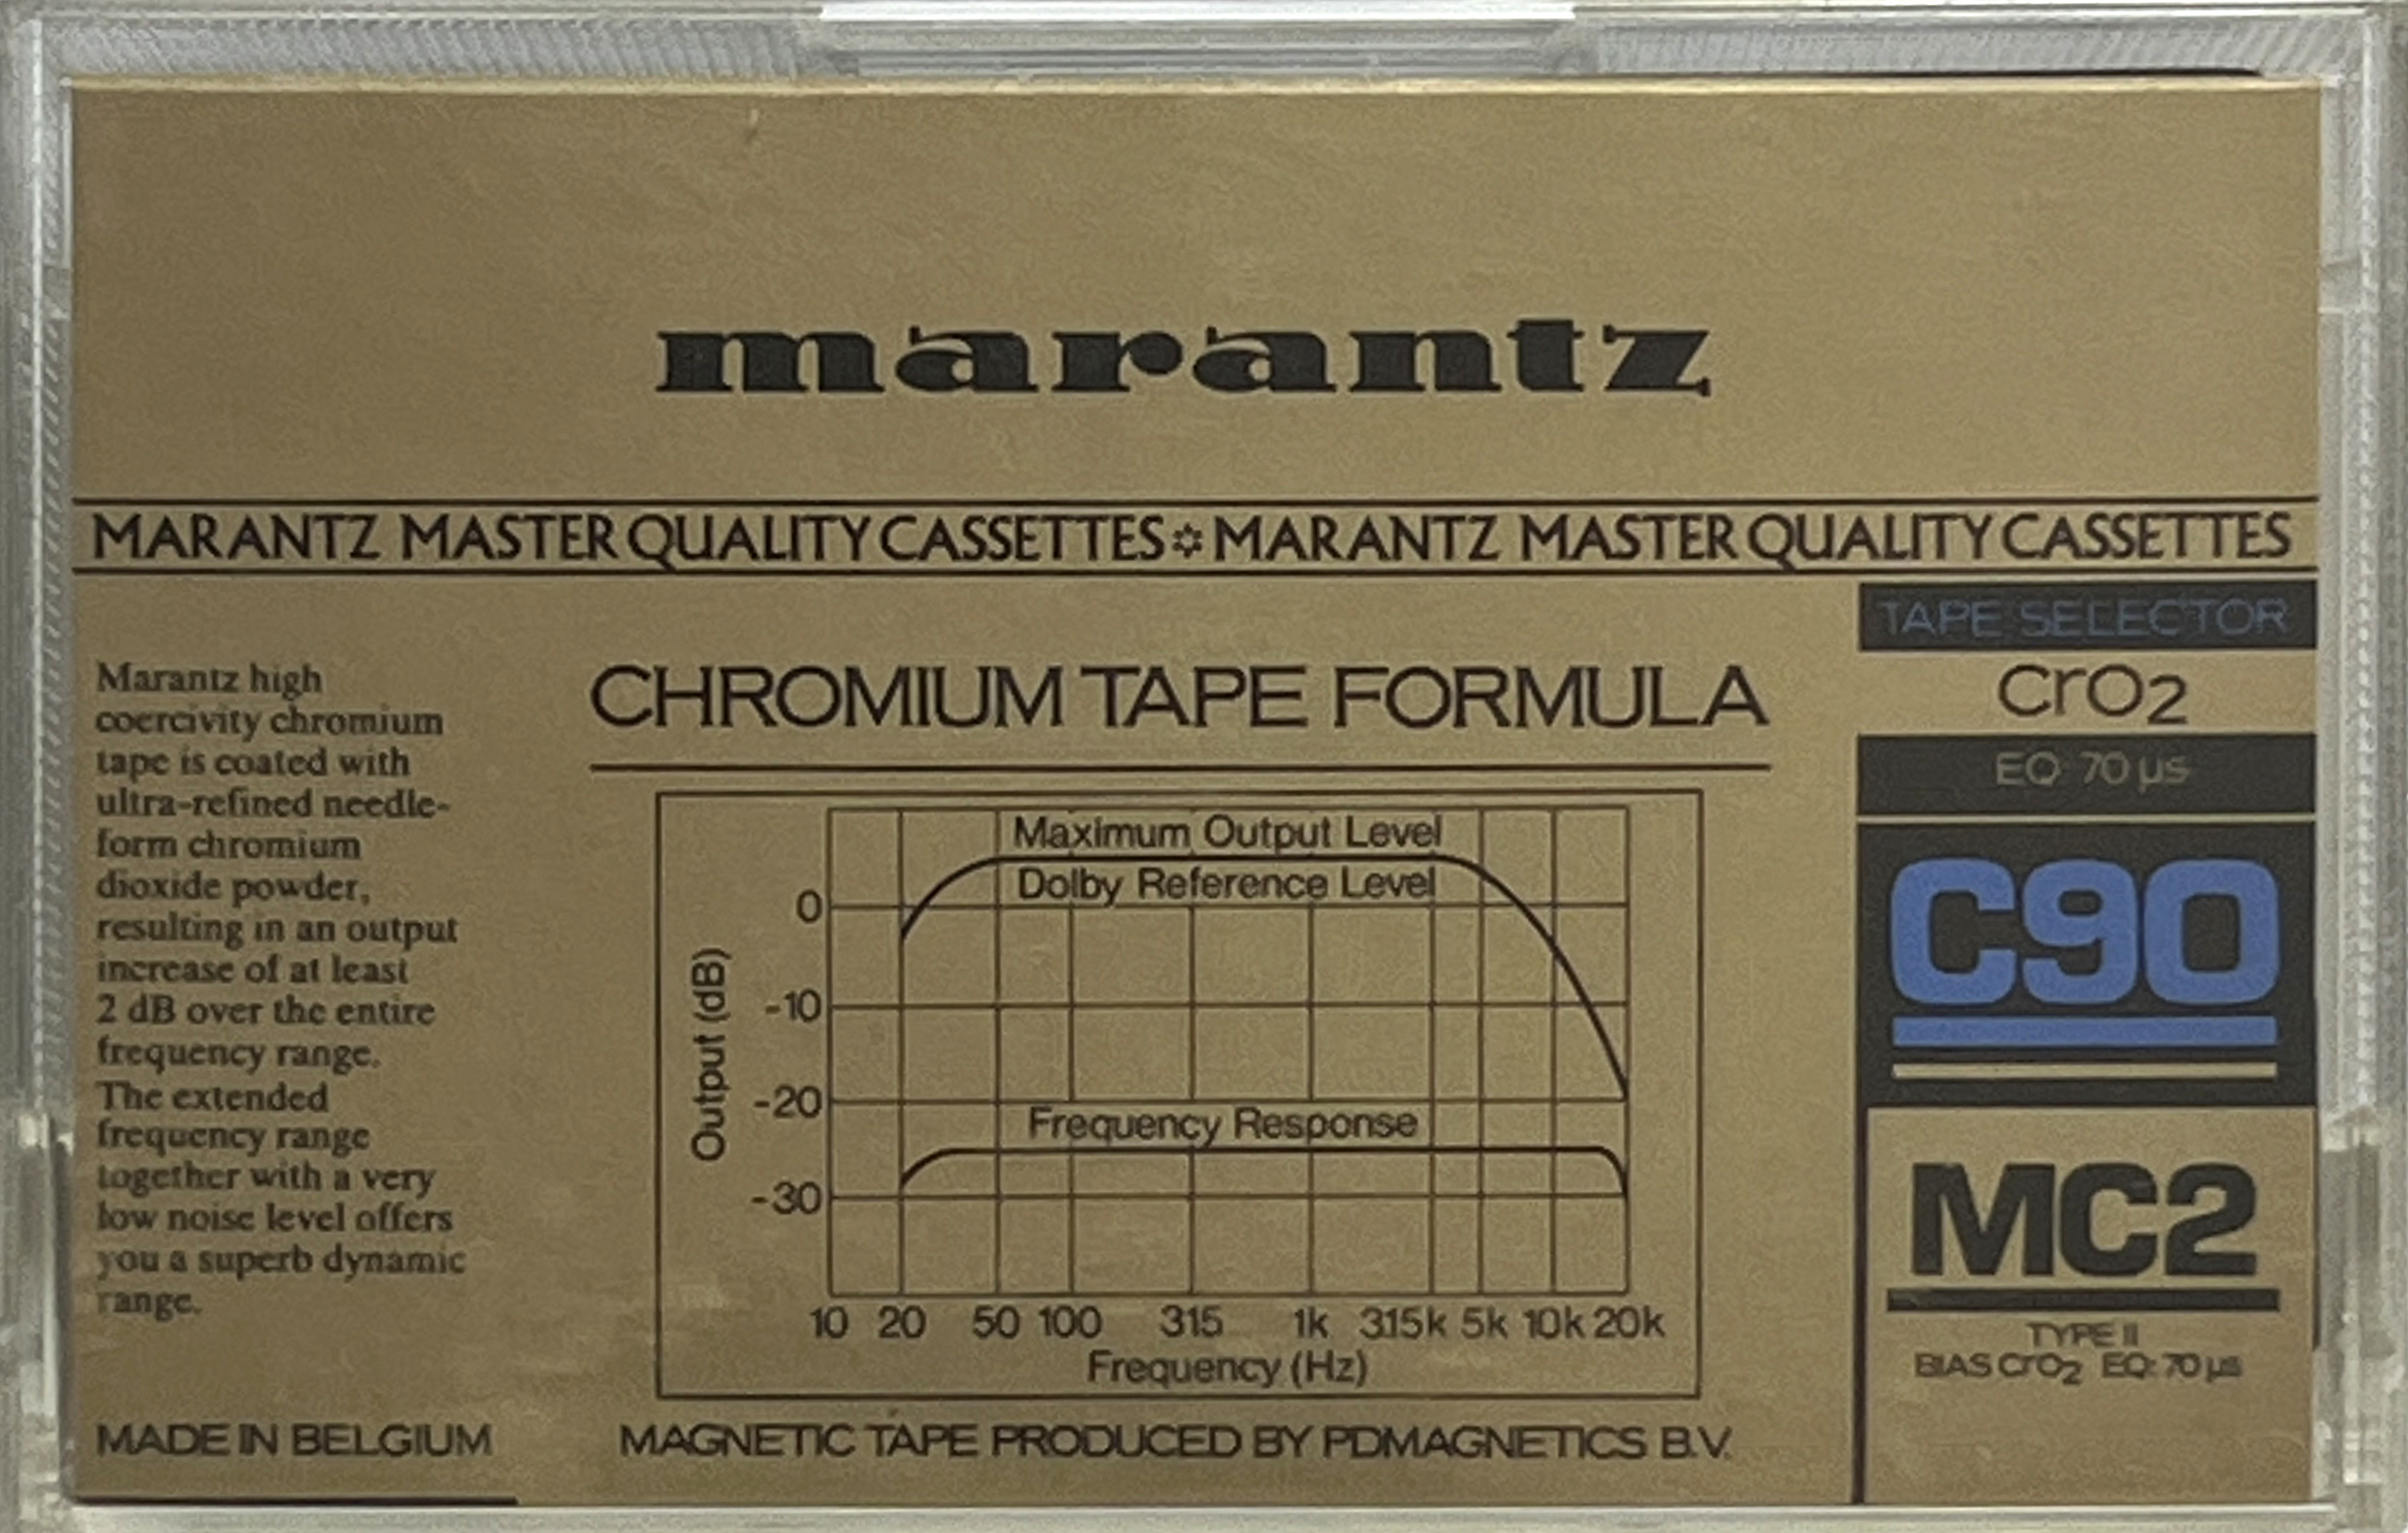 marantz
MARANTZ MASTER QUALITY CASSETTES ✡ MARANTZ MASTER QUALITY CASSETTES
Marantz high
coercivity chromium
tape is coated with
ultra-refined needle-
form chromium
dioxide powder,
resulting in an output
increase of at least
2 dB over the entire
frequency range.
The extended
frequency range
together with a very
low noise level offers
you a superb dynamic
range.
MADE IN BELGIUM
CHROMIUM TAPE FORMULA
Maximum Output Level
Dolby Reference Level
0
-10
-20
Frequency Response
-30
Output (dB)
10 20 50 100 315 1k 3.15k 5k 10k 20k
Frequency (Hz)
MAGNETIC TAPE PRODUCED BY PDMAGNETICS B.V.
TAPE SELECTOR
CrO2
EQ 70 µs
C90
MC2
TYPE II
BIAS CrO2 EQ: 70 µs